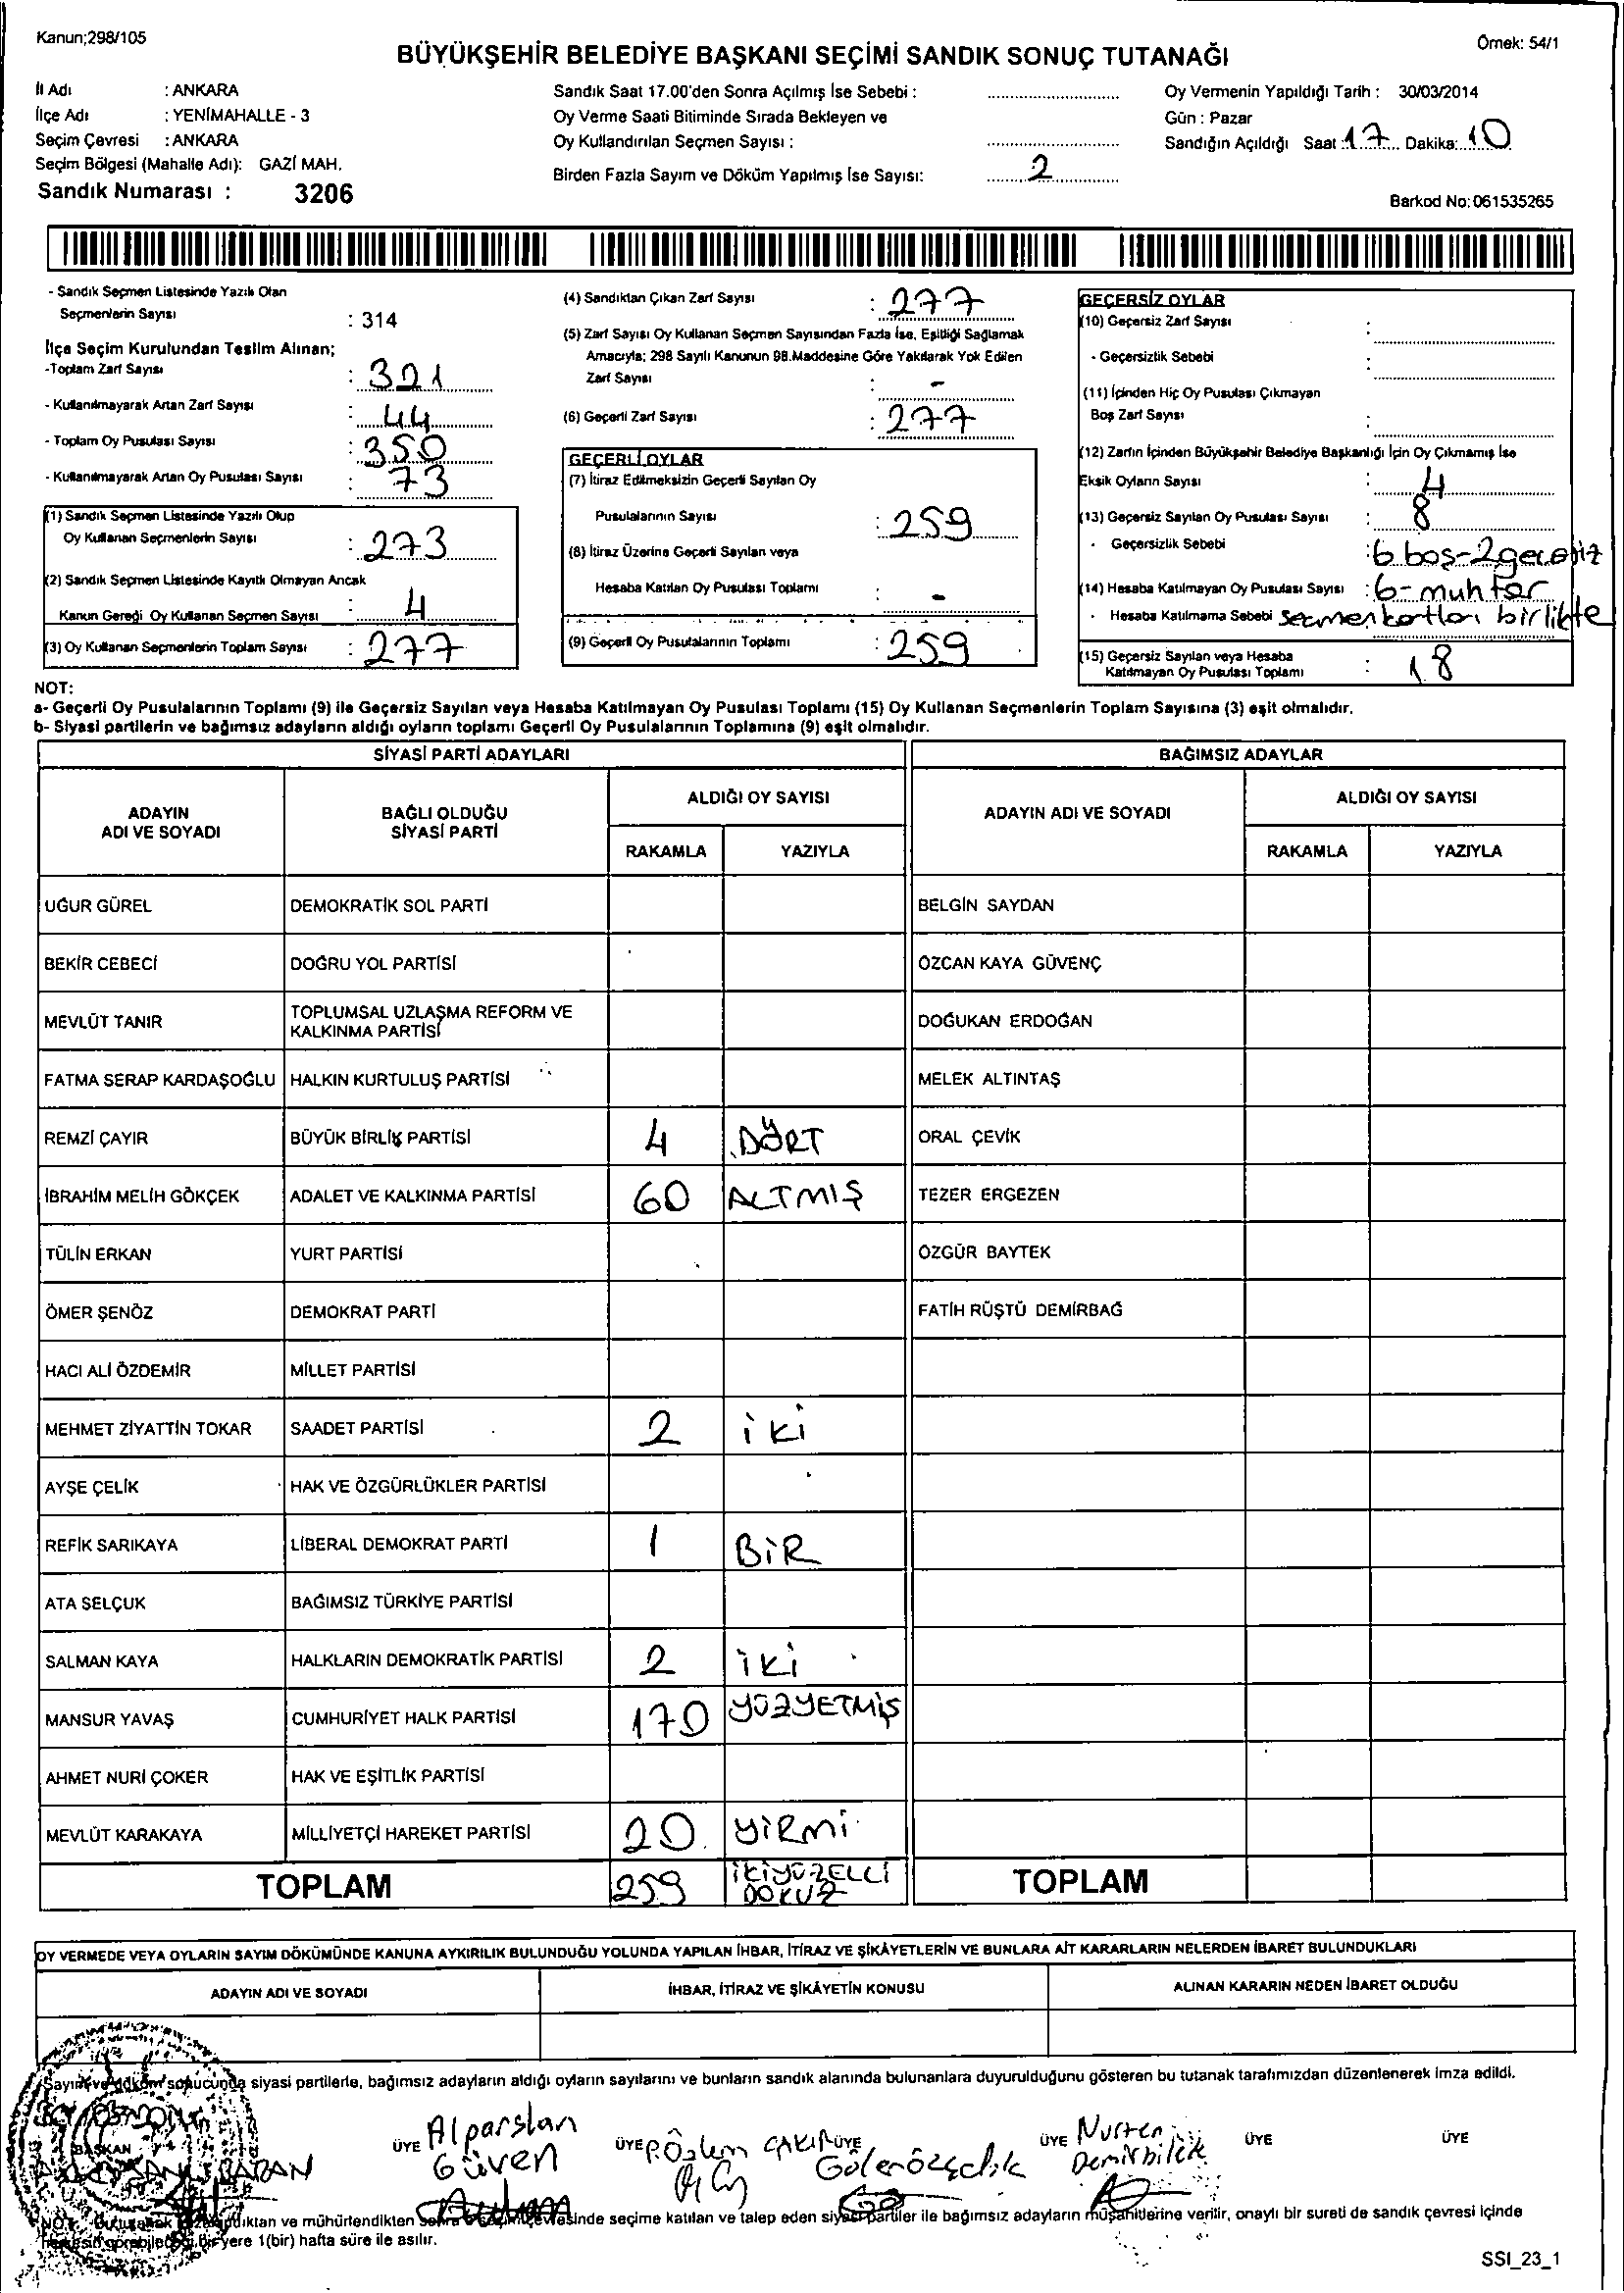 Kanun;298/105
Örnek: 54/1
BÜYÜKŞEHİR BELEDİYE BAŞKANI SEÇİMİ SANDIK SONUÇ TUTANAĞI
İl Adı : ANKARA
İlçe Adı : YENİMAHALLE - 3
Seçim Çevresi : ANKARA
Seçim Bölgesi (Mahalle Adı): GAZİ MAH.
Sandık Numarası : 3206
Sandık Saat 17.00'den Sonra Açılmış İse Sebebi :
Oy Verme Saati Bitiminde Sırada Bekleyen ve
Oy Kullandırılan Seçmen Sayısı :
Birden Fazla Sayım ve Döküm Yapılmış İse Sayısı: 2
Oy Vermenin Yapıldığı Tarih : 30/03/2014
Gün : Pazar
Sandığın Açıldığı Saat : 17 Dakika: 10
Barkod No: 061535265
- Sandık Seçmen Listesinde Yazılı Olan
Seçmenlerin Sayısı : 314
İlçe Seçim Kurulundan Teslim Alınan;
-Toplam Zarf Sayısı : 321
- Kullanılmayarak Artan Zarf Sayısı : 44
- Toplam Oy Pusulası Sayısı : 350
- Kullanılmayarak Artan Oy Pusulası Sayısı : 73
(1) Sandık Seçmen Listesinde Yazılı Olup
Oy Kullanan Seçmenlerin Sayısı : 273
(2) Sandık Seçmen Listesinde Kayıtlı Olmayan Ancak
Kanun Gereği Oy Kullanan Seçmen Sayısı : 4
(3) Oy Kullanan Seçmenlerin Toplam Sayısı : 277
(4) Sandıktan Çıkan Zarf Sayısı : 277
(5) Zarf Sayısı Oy Kullanan Seçmen Sayısından Fazla İse, Eşitliği Sağlamak
Amacıyla; 298 Sayılı Kanunun 98.Maddesine Göre Yakılarak Yok Edilen
Zarf Sayısı : -
(6) Geçerli Zarf Sayısı : 277
GEÇERLİ OYLAR
(7) İtiraz Edilmeksizin Geçerli Sayılan Oy
Pusulalarının Sayısı : 259
(8) İtiraz Üzerine Geçerli Sayılan veya
Hesaba Katılan Oy Pusulası Toplamı : -
(9) Geçerli Oy Pusulalarının Toplamı : 259
GEÇERSİZ OYLAR
(10) Geçersiz Zarf Sayısı :
- Geçersizlik Sebebi :
(11) İçinden Hiç Oy Pusulası Çıkmayan
Boş Zarf Sayısı :
(12) Zarfın İçinden Büyükşehir Belediye Başkanlığı İçin Oy Çıkmamış İse
Eksik Oyların Sayısı : 4
(13) Geçersiz Sayılan Oy Pusulası Sayısı : 8
- Geçersizlik Sebebi : 6 boş-2 geçersiz
(14) Hesaba Katılmayan Oy Pusulası Sayısı : 6-muhtar
- Hesaba Katılmama Sebebi seçmen kartları birlikte
(15) Geçersiz Sayılan veya Hesaba
Katılmayan Oy Pusulası Toplamı : 18
NOT:
a- Geçerli Oy Pusulalarının Toplamı (9) ile Geçersiz Sayılan veya Hesaba Katılmayan Oy Pusulası Toplamı (15) Oy Kullanan Seçmenlerin Toplam Sayısına (3) eşit olmalıdır.
b- Siyasi partilerin ve bağımsız adayların aldığı oyların toplamı Geçerli Oy Pusulalarının Toplamına (9) eşit olmalıdır.
SİYASİ PARTİ ADAYLARI
BAĞIMSIZ ADAYLAR
ADAYIN
ADI VE SOYADI
BAĞLI OLDUĞU
SİYASİ PARTİ
ALDIĞI OY SAYISI
RAKAMLA YAZIYLA
ADAYIN ADI VE SOYADI
ALDIĞI OY SAYISI
RAKAMLA YAZIYLA
UĞUR GÜREL DEMOKRATİK SOL PARTİ BELGİN SAYDAN
BEKİR CEBECİ DOĞRU YOL PARTİSİ ÖZCAN KAYA GÜVENÇ
MEVLÜT TANIR TOPLUMSAL UZLAŞMA REFORM VE
KALKINMA PARTİSİ DOĞUKAN ERDOĞAN
FATMA SERAP KARDAŞOĞLU HALKIN KURTULUŞ PARTİSİ MELEK ALTINTAŞ
REMZİ ÇAYIR BÜYÜK BİRLİK PARTİSİ 4 DÖRT ORAL ÇEVİK
İBRAHİM MELİH GÖKÇEK ADALET VE KALKINMA PARTİSİ 60 ALTMIŞ TEZER ERGEZEN
TÜLİN ERKAN YURT PARTİSİ ÖZGÜR BAYTEK
ÖMER ŞENÖZ DEMOKRAT PARTİ FATİH RÜŞTÜ DEMİRBAĞ
HACI ALİ ÖZDEMİR MİLLET PARTİSİ
MEHMET ZİYATTİN TOKAR SAADET PARTİSİ 2 iki
AYŞE ÇELİK HAK VE ÖZGÜRLÜKLER PARTİSİ
REFİK SARIKAYA LİBERAL DEMOKRAT PARTİ 1 BİR
ATA SELÇUK BAĞIMSIZ TÜRKİYE PARTİSİ
SALMAN KAYA HALKLARIN DEMOKRATİK PARTİSİ 2 iki
MANSUR YAVAŞ CUMHURİYET HALK PARTİSİ 170 YÜZYETMİŞ
AHMET NURİ ÇOKER HAK VE EŞİTLİK PARTİSİ
MEVLÜT KARAKAYA MİLLİYETÇİ HAREKET PARTİSİ 20 YİRMİ
TOPLAM 259 İKİYÜZELLİ
DOKUZ TOPLAM
OY VERMEDE VEYA OYLARIN SAYIM DÖKÜMÜNDE KANUNA AYKIRILIK BULUNDUĞU YOLUNDA YAPILAN İHBAR, İTİRAZ VE ŞİKÂYETLERİN VE BUNLARA AİT KARARLARIN NELERDEN İBARET BULUNDUKLARI
ADAYIN ADI VE SOYADI İHBAR, İTİRAZ VE ŞİKÂYETİN KONUSU ALINAN KARARIN NEDEN İBARET OLDUĞU
Sayım ve döküm sonucunda siyasi partilerle, bağımsız adayların aldığı oyların sayılarını ve bunların sandık alanında bulunanlara duyurulduğunu gösteren bu tutanak tarafımızdan düzenlenerek imza edildi.
BAŞKAN
ÜYE Alparslan
Güven
ÜYE P.Özlem ÇAKIR
ÜYE Güler Özçelik
ÜYE Nurten
Demirbilek
ÜYE
ÜYE
ve mühürlendikten sonra seçim çevresinde seçime katılan ve talep eden siyasi partiler ile bağımsız adayların müşahitlerine verilir, onaylı bir sureti de sandık çevresi içinde
bir yere 1(bir) hafta süre ile asılır.
SSI_23_1